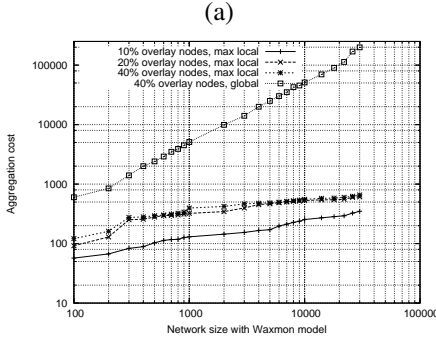 (a)
10% overlay nodes, max local
20% overlay nodes, max local
40% overlay nodes, max local
40% overlay nodes, global
100000
10000
1000
100
10
Aggregation cost
100
1000
10000
100000
Network size with Waxmon model